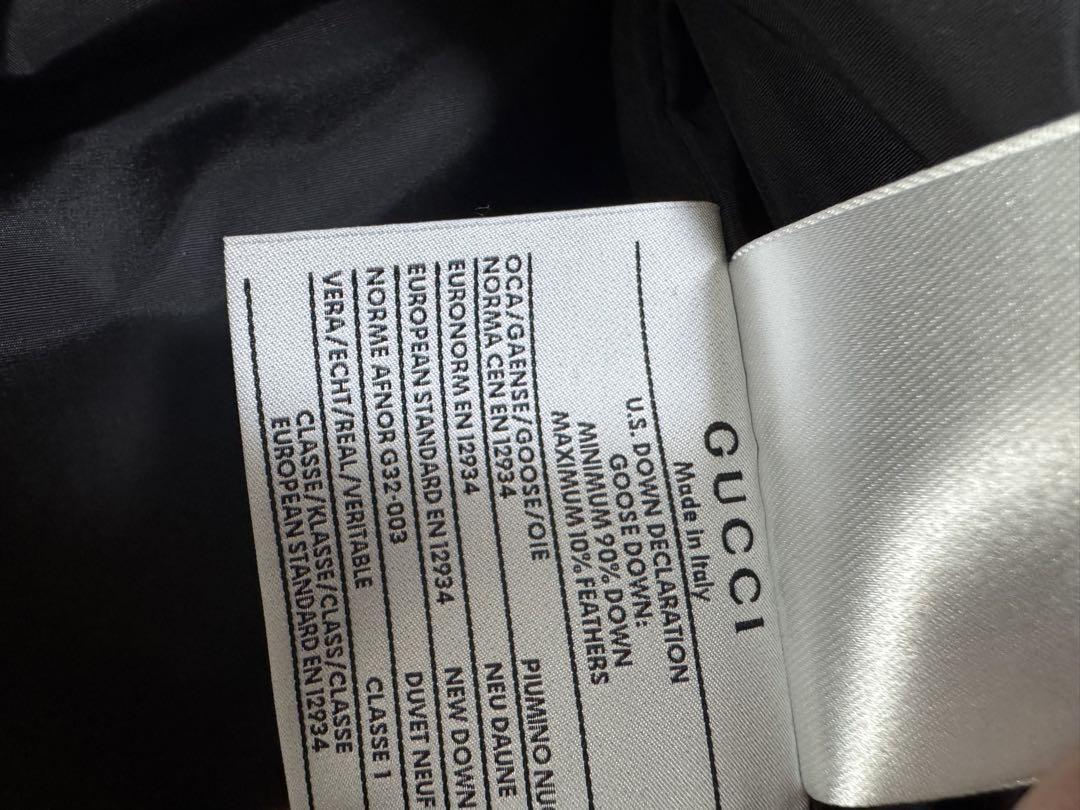 GUCCI
Made in Italy
U.S. DOWN DECLARATION
GOOSE DOWN:
MINIMUM 90% DOWN
MAXIMUM 10% FEATHERS
OCA/GAENSE/GOOSE/OIE
NORMA CEN EN 12934 PIUMINO
EURONORM EN 12934 NEU DAUNE
EUROPEAN STANDARD EN 12934 NEW DOWN
NORME AFNOR G32-003 DUVET NEUF
VERA/ECHT/REAL/VERITABLE CLASSE 1
CLASSE/KLASSE/CLASS/CLASSE
EUROPEAN STANDARD EN 12934